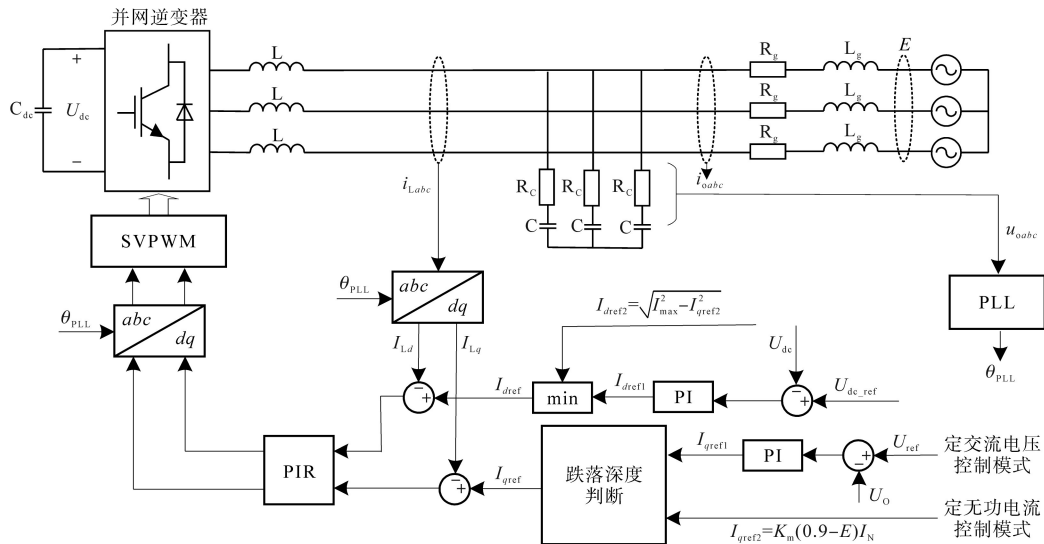 并网逆变器
C_dc
+
U_dc
−
L
L
L
R_g
R_g
R_g
L_g
L_g
L_g
E
i_Labc
R_C
R_C
R_C
C
C
C
i_oabc
u_oabc
SVPWM
θ_PLL
abc
dq
θ_PLL
abc
dq
I_Ld
I_Lq
I_dref2=√(I²_max−I²_qref2)
U_dc
PLL
θ_PLL
−
+
I_dref
min
I_dref1
PI
−
+
U_dc_ref
PIR
−
+
I_qref
跌落深度
判断
I_qref1
PI
+
−
U_ref
U_O
定交流电压
控制模式
I_qref2=K_m(0.9−E)I_N
定无功电流
控制模式